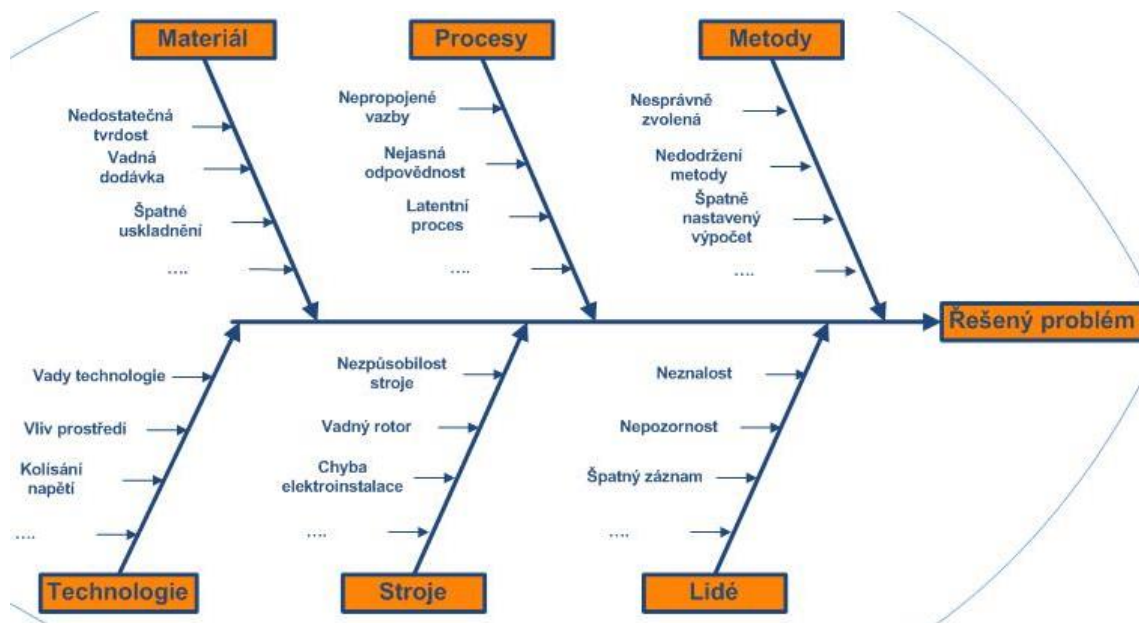 Materiál
Procesy
Metody
Nedostatečná
tvrdost
Vadná
dodávka
Špatné
uskladnění
....
Nepropojené
vazby
Nejasná
odpovědnost
Latentní
proces
....
Nesprávně
zvolená
Nedodržení
metody
Špatně
nastavený
výpočet
....
Řešený problém
Vady technologie
Vliv prostředí
Kolísání
napětí
....
Nezpůsobilost
stroje
Vadný rotor
Chyba
elektroinstalace
....
Neznalost
Nepozornost
Špatný záznam
....
Technologie
Stroje
Lidé